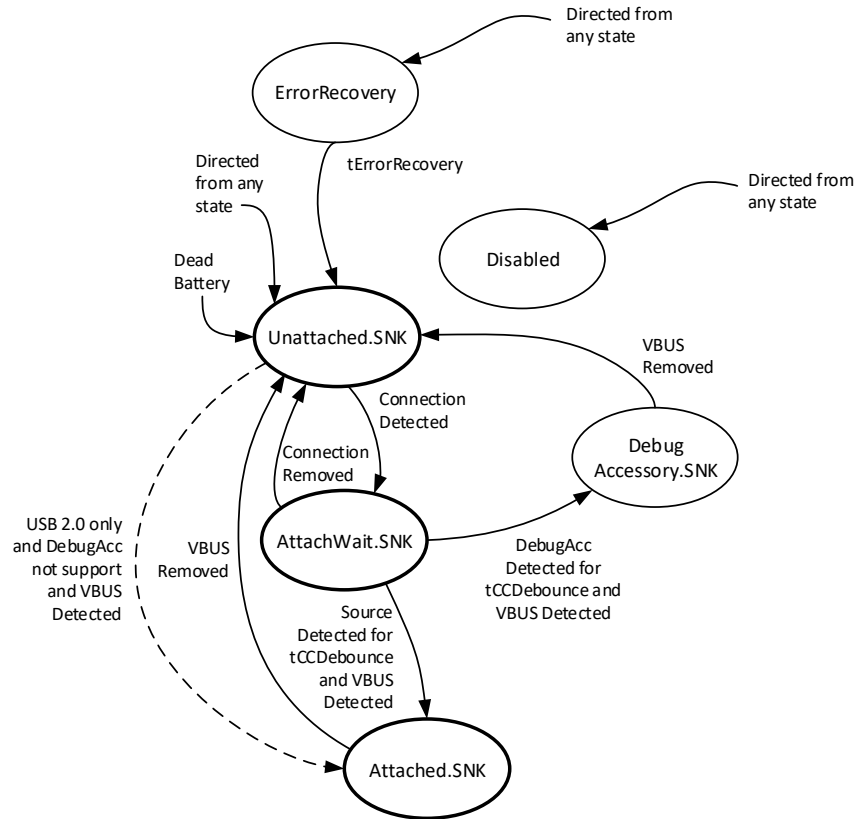 Directed from
any state
ErrorRecovery
tErrorRecovery
Directed
from any
state
Directed from
any state
Disabled
Dead
Battery
Unattached.SNK
VBUS
Removed
Connection
Detected
Connection
Removed
Debug
Accessory.SNK
USB 2.0 only
and DebugAcc
not support
and VBUS
Detected
VBUS
Removed
AttachWait.SNK
DebugAcc
Detected for
tCCDebounce and
VBUS Detected
Source
Detected for
tCCDebounce
and VBUS
Detected
Attached.SNK